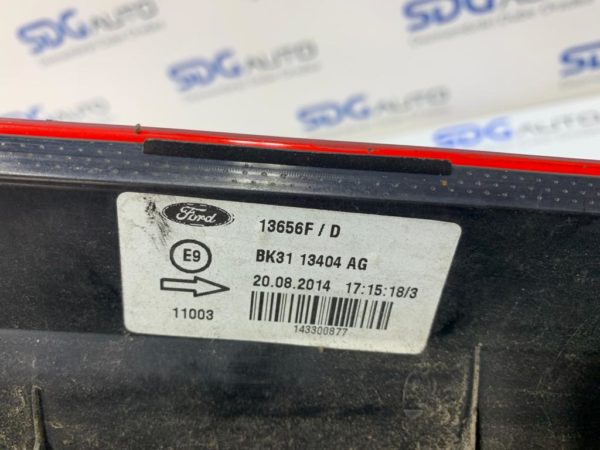 SDG AUTO
SDG AUTO
SDG AUTO
SDG AUTO
SDG AUTO
Ford
13656F / D
E9
BK31 13404 AG
20.08.2014 17:15:18/3
11003
143300877